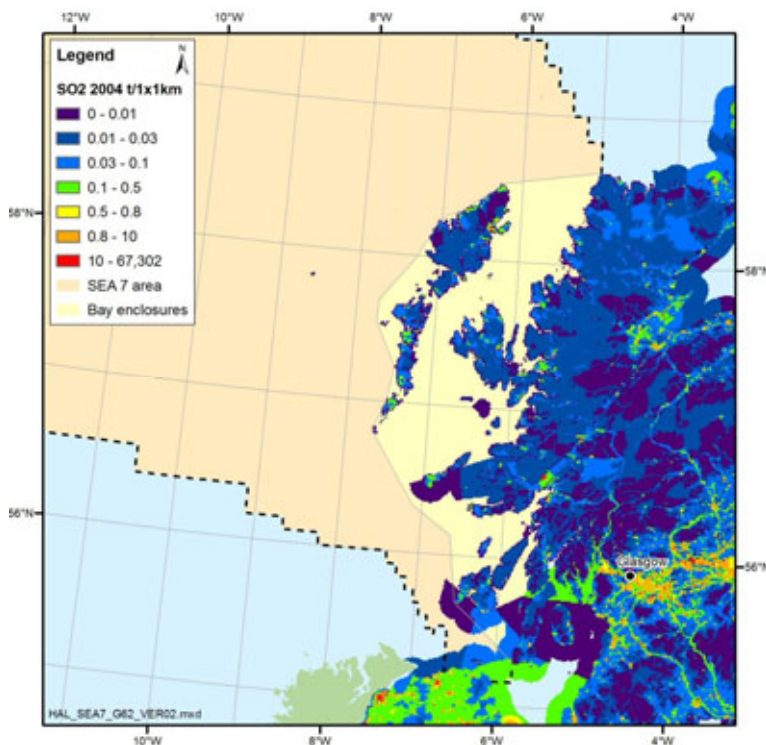 12°W 10°W 8°W 6°W 4°W
Legend
N
SO2 2004 t/1x1km
0 - 0.01
0.01 - 0.03
0.03 - 0.1
0.1 - 0.5
0.5 - 0.8
0.8 - 10
10 - 67,302
SEA 7 area
Bay enclosures
58°N
58°N
56°N
56°N
Glasgow
HAL_SEA7_G62_VER02.mxd
10°W 8°W 6°W 4°W